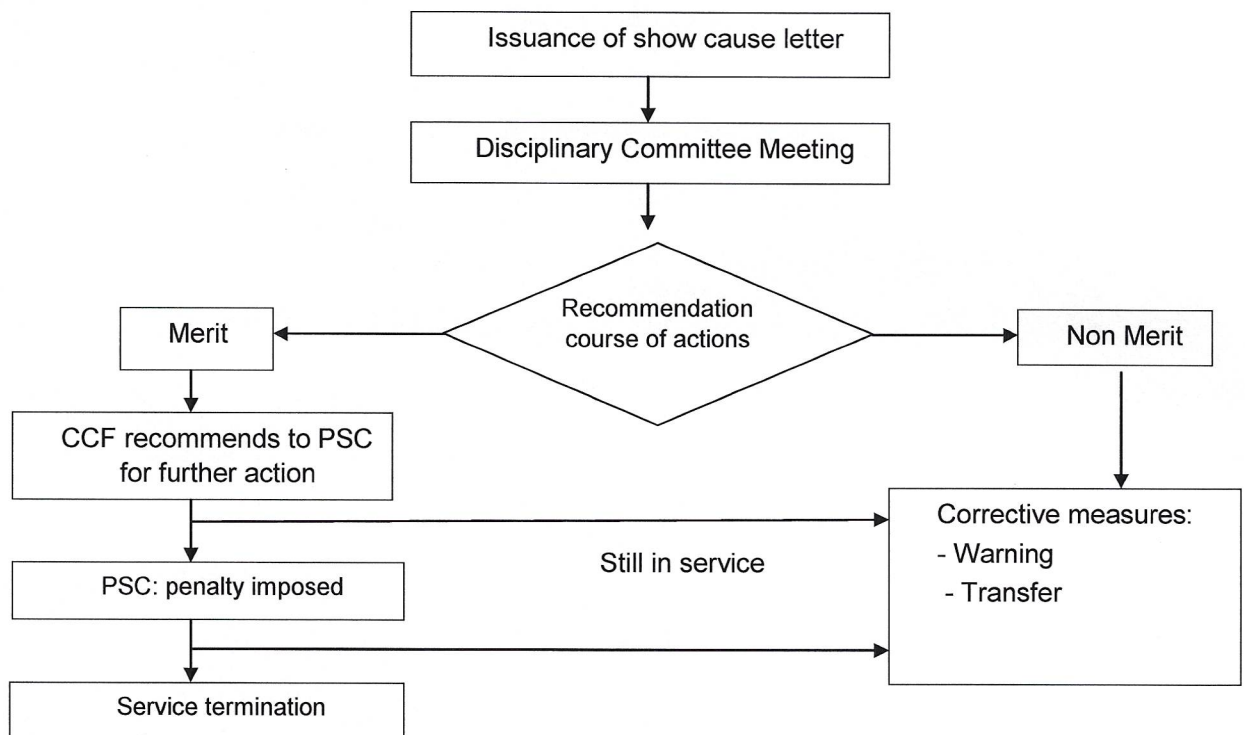 Issuance of show cause letter
Disciplinary Committee Meeting
Recommendation
course of actions
Merit
Non Merit
CCF recommends to PSC
for further action
Corrective measures:
- Warning
- Transfer
Still in service
PSC: penalty imposed
Service termination